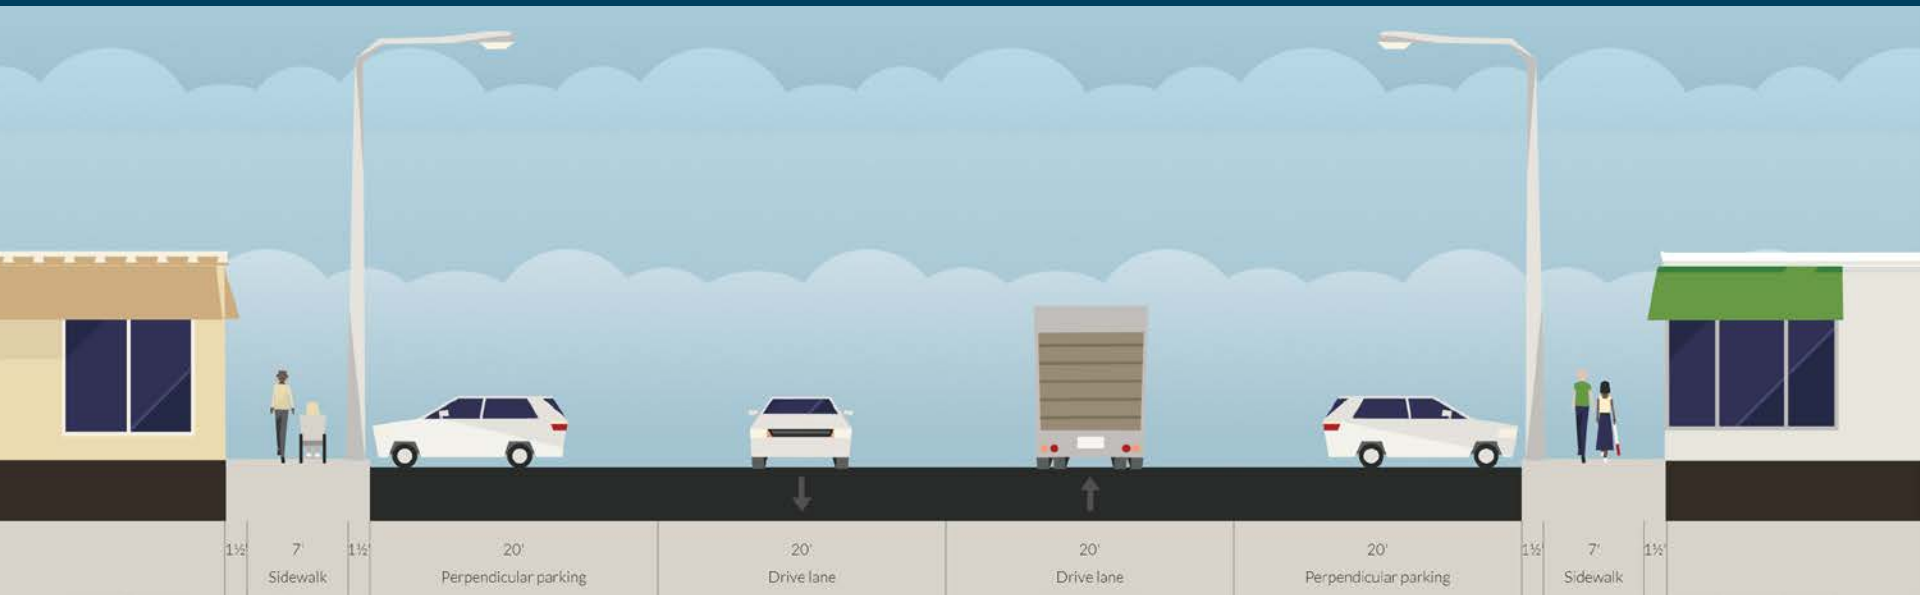 1½' 7' 1½' 20' 20' 20' 20' 1½' 7' 1½'
Sidewalk Perpendicular parking Drive lane Drive lane Perpendicular parking Sidewalk